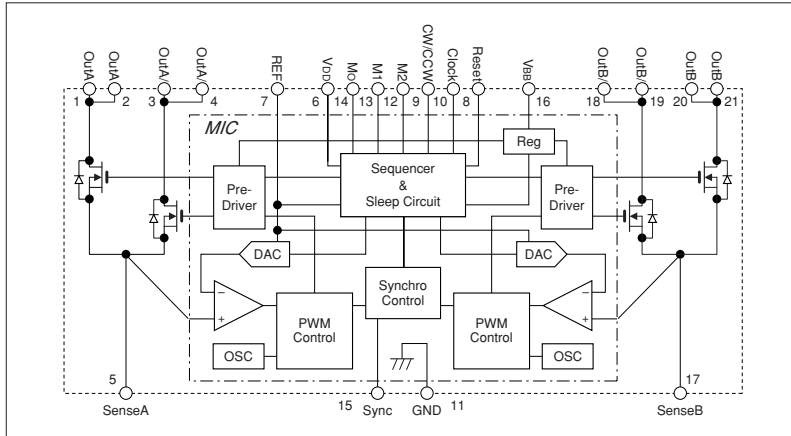 OutA OutA OutA/ OutA/ REF VDD MO M1 M2 CW/CCW Clock Reset VBB OutB/ OutB/ OutB OutB
1 2 3 4 7 6 14 13 12 9 10 8 16 18 19 20 21
MIC
Reg
Pre-
Driver
Sequencer
&
Sleep Circuit
Pre-
Driver
DAC
DAC
Synchro
Control
−
+
−
+
PWM
Control
PWM
Control
OSC
OSC
5
17
SenseA
15
Sync
GND
11
SenseB